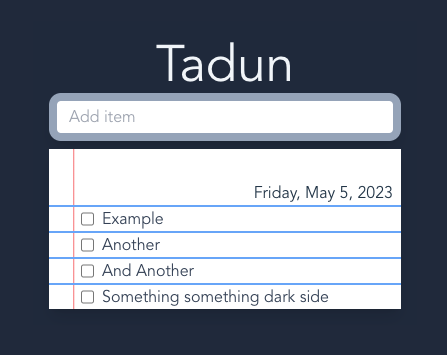 Tadun
Add item
Friday, May 5, 2023
Example
Another
And Another
Something something dark side